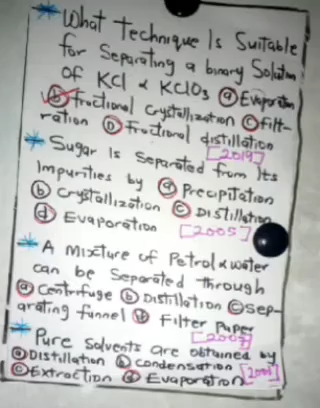 * What Technique Is Suitable
for Separating a binary Solution
of KCl & KClO3 (a) Evaporation
(b) fractional crystallization (c) filt-
ration (D) Fractional distillation
[2019]
* Sugar Is Separated from Its
Impurities by (a) Precipitation
(b) Crystallization (c) Distillation
(d) Evaporation [2005]
* A Mixture of Petrol & water
can be Separated through
(a) Centrifuge (b) Distillation (c) Sep-
arating funnel (D) Filter Paper
* Pure Solvents are obtained by
(a) Distillation (b) condensation
(c) Extraction (d) Evaporation